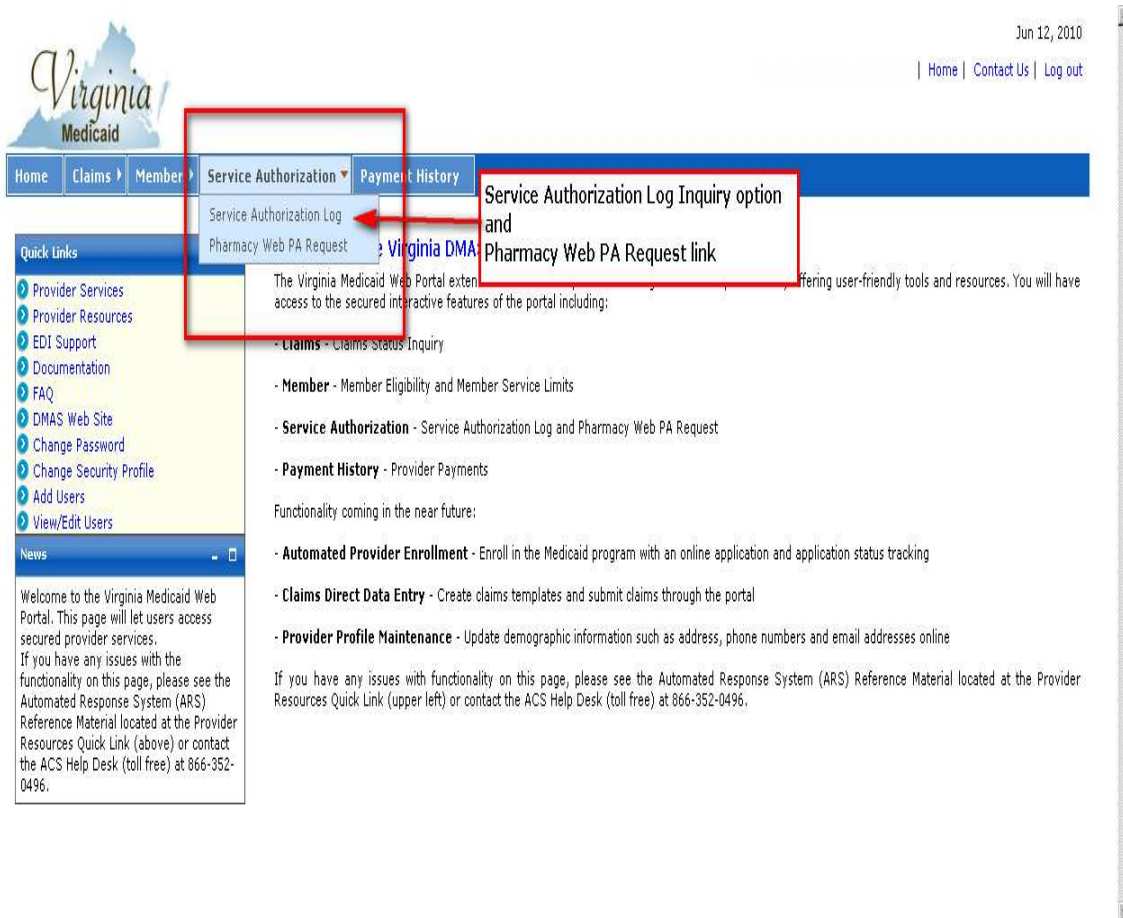 Jun 12, 2010
| Home | Contact Us | Log out
Virginia
Medicaid
Home Claims Member Service Authorization Payment History
Service Authorization Log
Pharmacy Web PA Request
Service Authorization Log Inquiry option
and
Pharmacy Web PA Request link
Quick Links
Provider Services
Provider Resources
EDI Support
Documentation
FAQ
DMAS Web Site
Change Password
Change Security Profile
Add Users
View/Edit Users
News
Welcome to the Virginia Medicaid Web
Portal. This page will let users access
secured provider services.
If you have any issues with the
functionality on this page, please see the
Automated Response System (ARS)
Reference Material located at the Provider
Resources Quick Link (above) or contact
the ACS Help Desk (toll free) at 866-352-
0496.
Virginia DMAS
The Virginia Medicaid Web Portal offering user-friendly tools and resources. You will have
access to the secured interactive features of the portal including:
- Claims - Claims Status Inquiry
- Member - Member Eligibility and Member Service Limits
- Service Authorization - Service Authorization Log and Pharmacy Web PA Request
- Payment History - Provider Payments
Functionality coming in the near future:
- Automated Provider Enrollment - Enroll in the Medicaid program with an online application and application status tracking
- Claims Direct Data Entry - Create claims templates and submit claims through the portal
- Provider Profile Maintenance - Update demographic information such as address, phone numbers and email addresses online
If you have any issues with functionality on this page, please see the Automated Response System (ARS) Reference Material located at the Provider
Resources Quick Link (upper left) or contact the ACS Help Desk (toll free) at 866-352-0496.